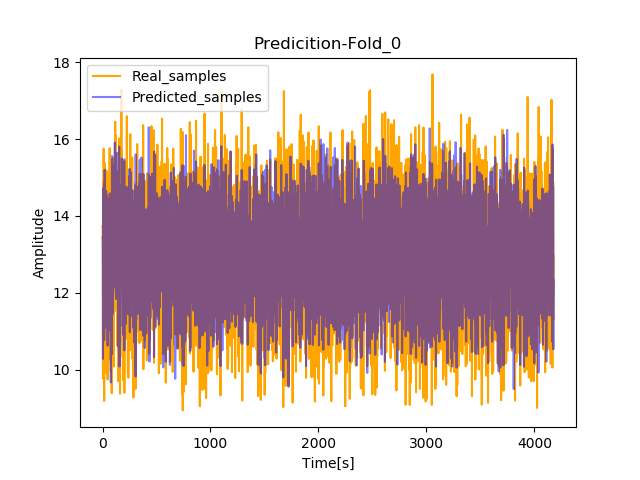 Predicition-Fold_0
Real_samples
Predicted_samples
18
16
14
12
10
Amplitude
0
1000
2000
3000
4000
Time[s]